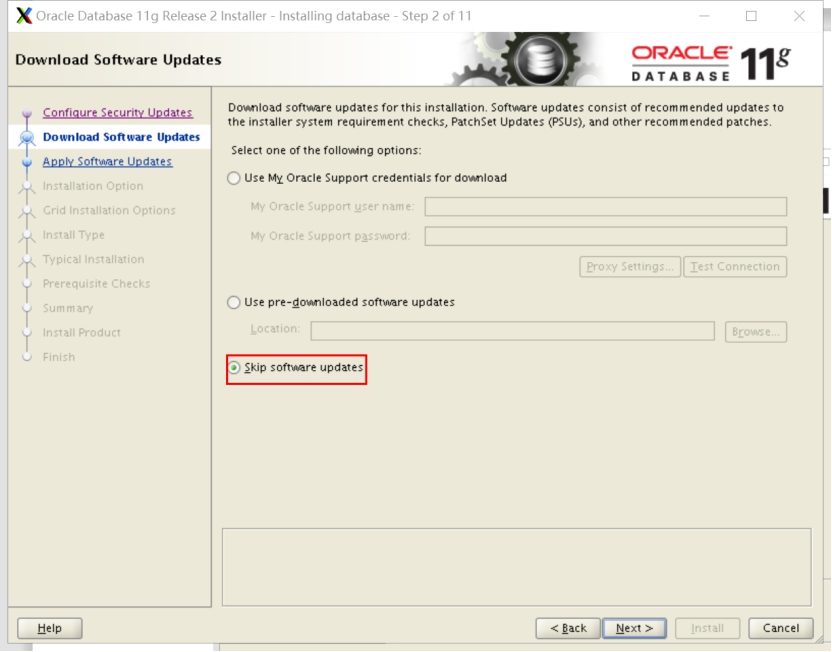 Oracle Database 11g Release 2 Installer - Installing database - Step 2 of 11
Download Software Updates
ORACLE
DATABASE
11g
Configure Security Updates
Download Software Updates
Apply Software Updates
Installation Option
Grid Installation Options
Install Type
Typical Installation
Prerequisite Checks
Summary
Install Product
Finish
Download software updates for this installation. Software updates consist of recommended updates to
the installer system requirement checks, PatchSet Updates (PSUs), and other recommended patches.
Select one of the following options:
Use My Oracle Support credentials for download
My Oracle Support user name:
My Oracle Support password:
Proxy Settings...
Test Connection
Use pre-downloaded software updates
Location:
Browse...
Skip software updates
Help
< Back
Next >
Install
Cancel